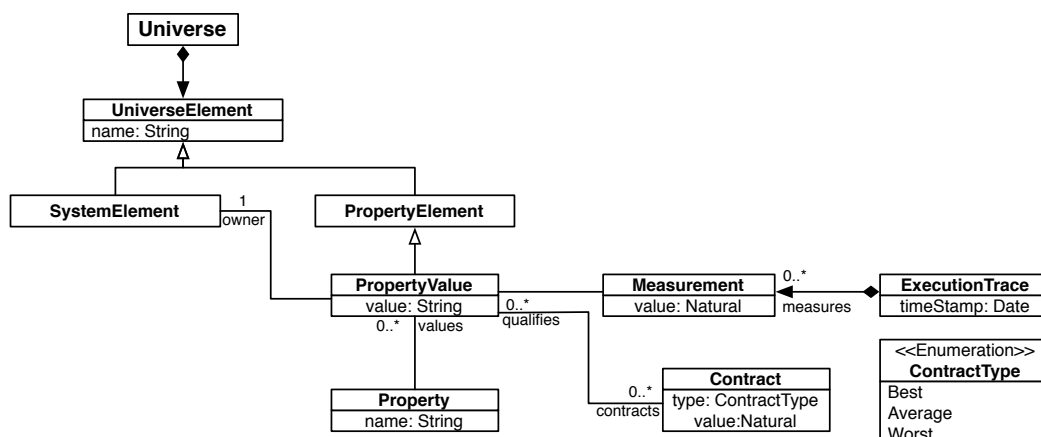 Universe
UniverseElement
name: String
SystemElement
1
owner
PropertyElement
PropertyValue
value: String
0..* values
0..*
qualifies
Measurement
value: Natural
0..*
measures
ExecutionTrace
timeStamp: Date
Property
name: String
0..*
contracts
Contract
type: ContractType
value:Natural
<<Enumeration>>
ContractType
Best
Average
Worst